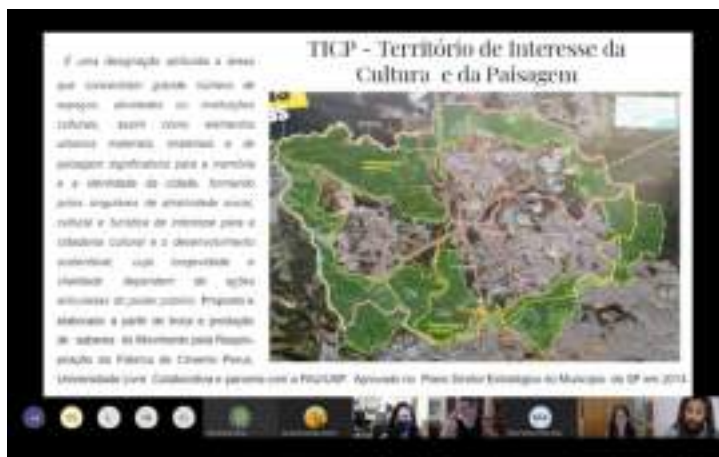 TICP - Território de Interesse da
Cultura e da Paisagem
É uma designação atribuída a áreas
que concentram grande número de
espaços, atividades ou instituições
culturais, assim como elementos
urbanos materiais, imateriais e de
paisagem significativos para a memória
e a identidade da cidade, formando
polos singulares de atratividade social,
cultural e turística de interesse para a
cidadania cultural e o desenvolvimento
sustentável, cuja longevidade e
vitalidade dependem de ações
articuladas do poder público. Proposto e
elaborado a partir de troca e produção
de saberes do Movimento pela Reapro-
priação da Fábrica de Cimento Perus,
Universidade Livre Colaborativa e parceria com a FAU/USP. Aprovado no Plano Diretor Estratégico do Município de SP em 2014.